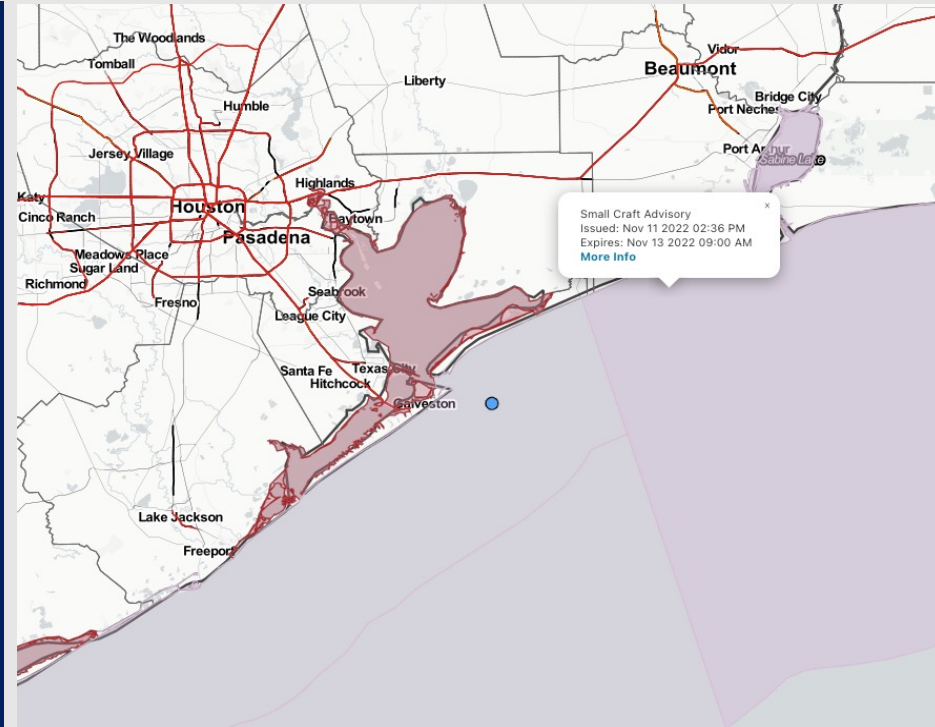 The Woodlands
Tomball
Vidor
Beaumont
Liberty
Humble
Bridge City
Port Neches
Jersey Village
Port Arthur
Sabine Lake
Highlands
Katy
Houston
Cinco Ranch
Baytown
Pasadena
Small Craft Advisory
Issued: Nov 11 2022 02:36 PM
Expires: Nov 13 2022 09:00 AM
More Info
×
Meadows Place
Sugar Land
Richmond
Seabrook
Fresno
League City
Santa Fe
Texas City
Hitchcock
Galveston
Lake Jackson
Freeport